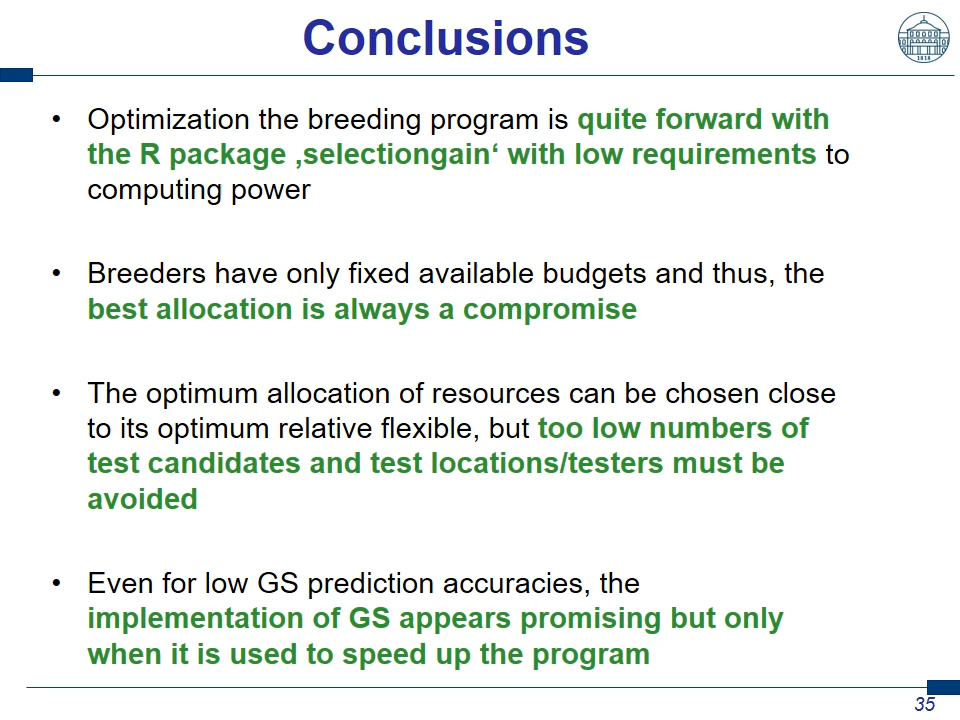 Conclusions
1818
• Optimization the breeding program is quite forward with
the R package ‚selectiongain‘ with low requirements to
computing power
• Breeders have only fixed available budgets and thus, the
best allocation is always a compromise
• The optimum allocation of resources can be chosen close
to its optimum relative flexible, but too low numbers of
test candidates and test locations/testers must be
avoided
• Even for low GS prediction accuracies, the
implementation of GS appears promising but only
when it is used to speed up the program
35